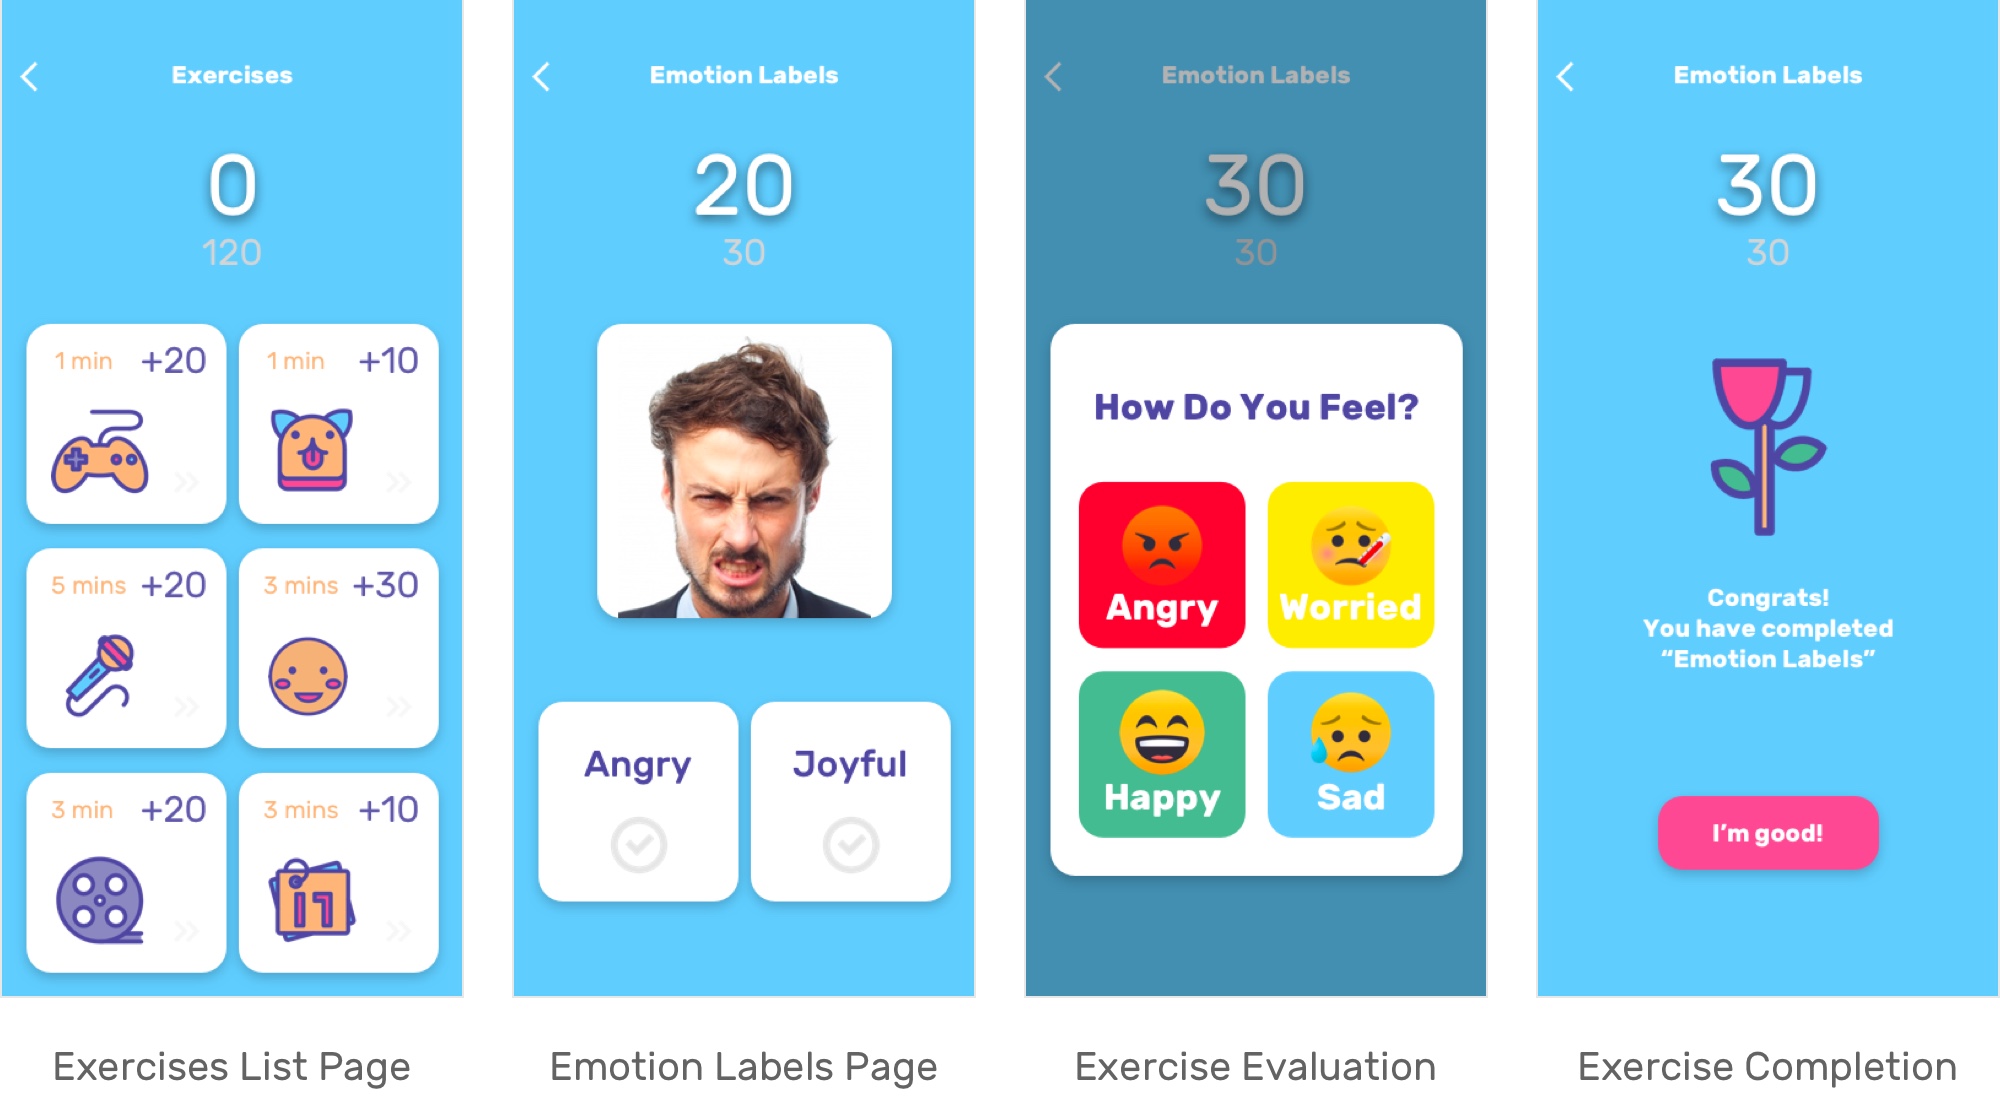 Exercises
0
120
1 min +20
1 min +10
5 mins +20
3 mins +30
3 min +20
3 mins +10
Exercises List Page
Emotion Labels
20
30
Angry
Joyful
Emotion Labels Page
Emotion Labels
30
30
How Do You Feel?
Angry
Worried
Happy
Sad
Exercise Evaluation
Emotion Labels
30
30
Congrats!
You have completed
“Emotion Labels”
I’m good!
Exercise Completion